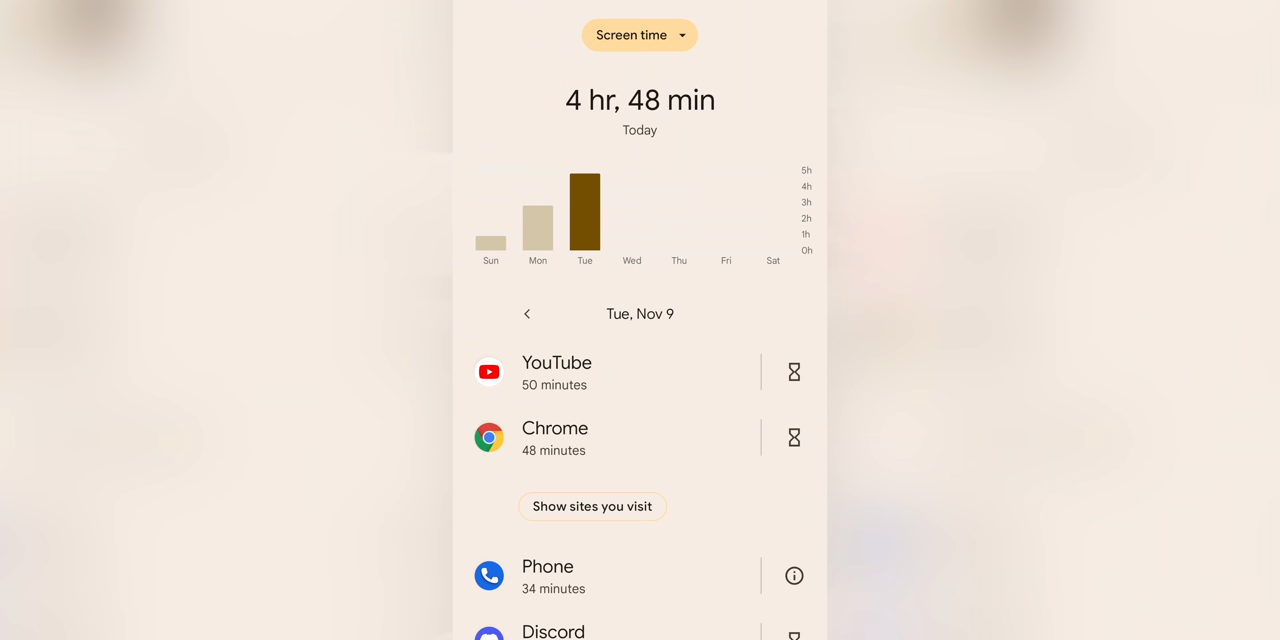 Screen time
4 hr, 48 min
Today
5h
4h
3h
2h
1h
0h
Sun Mon Tue Wed Thu Fri Sat
Tue, Nov 9
YouTube
50 minutes
Chrome
48 minutes
Show sites you visit
Phone
34 minutes
Discord